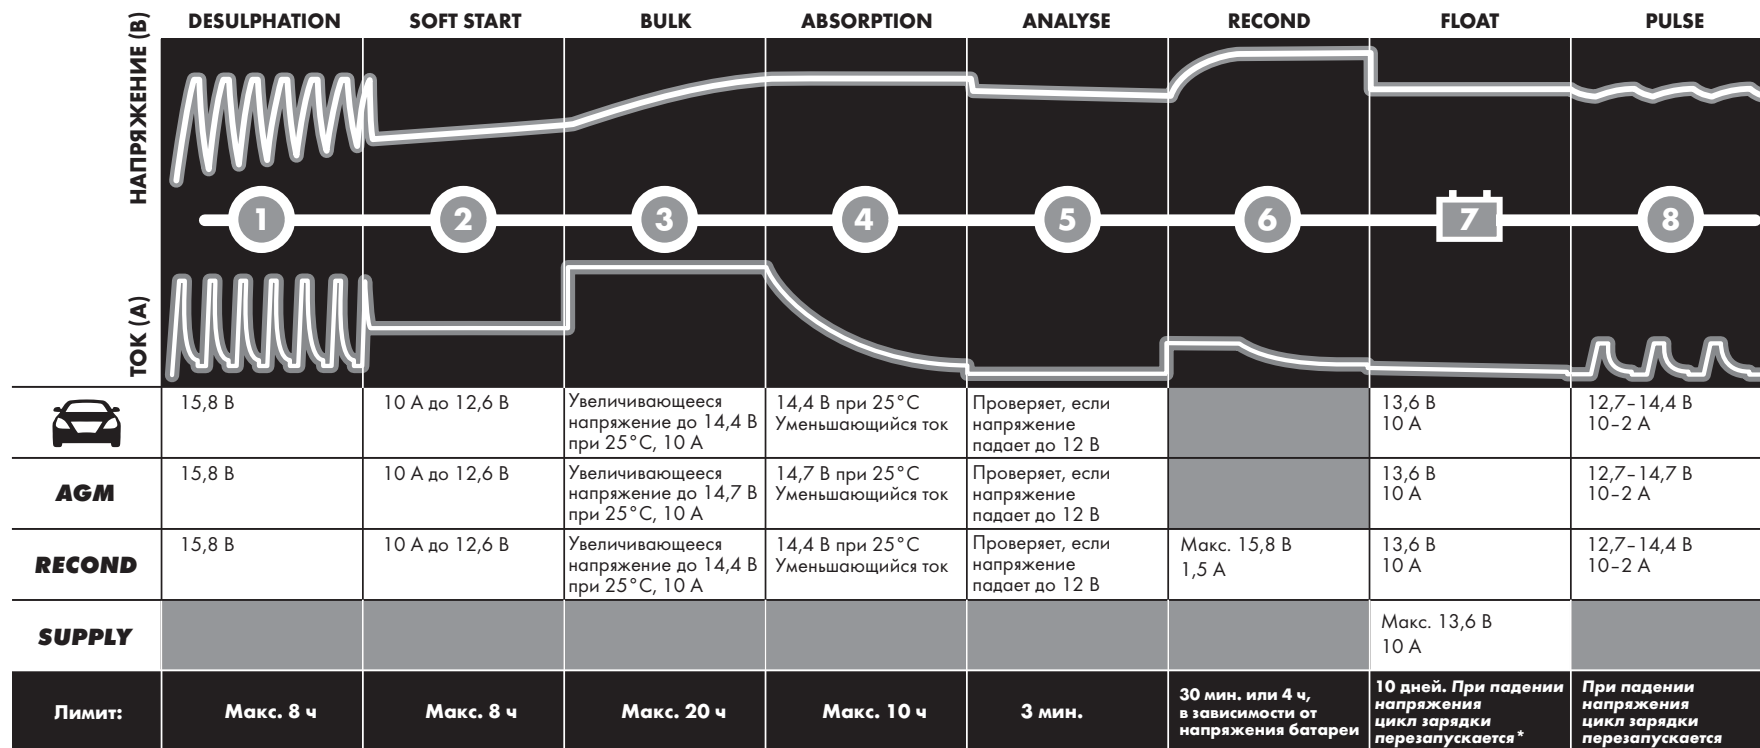 DESULPHATION SOFT START BULK ABSORPTION ANALYSE RECOND FLOAT PULSE
НАПРЯЖЕНИЕ (В)
1 2 3 4 5 6 7 8
ТОК (А)
15,8 В
10 А до 12,6 В
Увеличивающееся
напряжение до 14,4 В
при 25°C, 10 А
14,4 В при 25°C
Уменьшающийся ток
Проверяет, если
напряжение
падает до 12 В
13,6 В
10 А
12,7–14,4 В
10–2 А
AGM
15,8 В
10 А до 12,6 В
Увеличивающееся
напряжение до 14,7 В
при 25°C, 10 А
14,7 В при 25°C
Уменьшающийся ток
Проверяет, если
напряжение
падает до 12 В
13,6 В
10 А
12,7–14,7 В
10–2 А
RECOND
15,8 В
10 А до 12,6 В
Увеличивающееся
напряжение до 14,4 В
при 25°C, 10 А
14,4 В при 25°C
Уменьшающийся ток
Проверяет, если
напряжение
падает до 12 В
Макс. 15,8 В
1,5 А
13,6 В
10 А
12,7–14,4 В
10–2 А
SUPPLY
Макс. 13,6 В
10 А
Лимит:
Макс. 8 ч
Макс. 8 ч
Макс. 20 ч
Макс. 10 ч
3 мин.
30 мин. или 4 ч,
в зависимости от
напряжения батареи
10 дней. При падении
напряжения
цикл зарядки
перезапускается*
При падении
напряжения
цикл зарядки
перезапускается